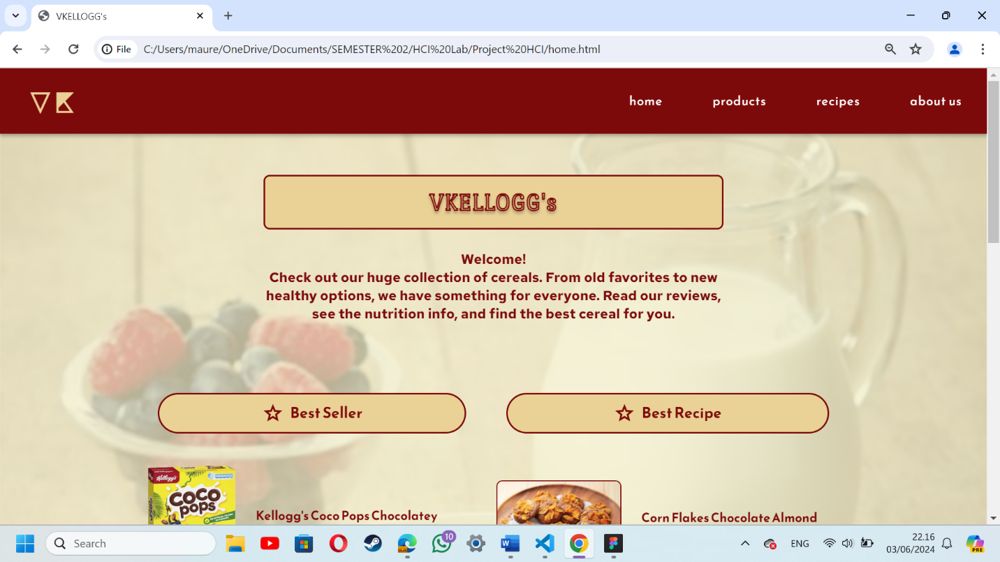 VKELLOGG's
File
C:/Users/maure/OneDrive/Documents/SEMESTER%202/HCI%20Lab/Project%20HCI/home.html
VK
home products recipes about us
VKELLOGG's
Welcome!
Check out our huge collection of cereals. From old favorites to new
healthy options, we have something for everyone. Read our reviews,
see the nutrition info, and find the best cereal for you.
Best Seller
Best Recipe
Kellogg's
COCO
pops
Kellogg's Coco Pops Chocolatey
Corn Flakes Chocolate Almond
Search
10
W
ENG
22.16
03/06/2024
PRE